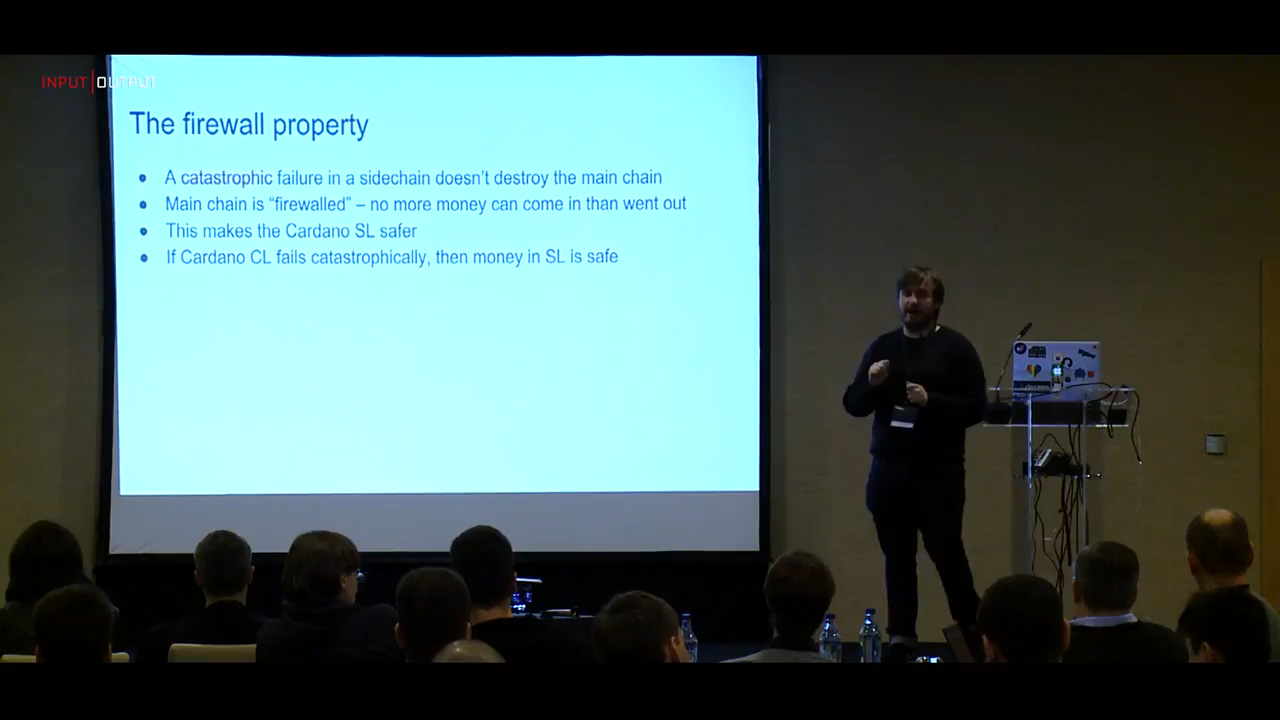 INPUT|OUTPUT
The firewall property
A catastrophic failure in a sidechain doesn't destroy the main chain
Main chain is “firewalled” – no more money can come in than went out
This makes the Cardano SL safer
If Cardano CL fails catastrophically, then money in SL is safe